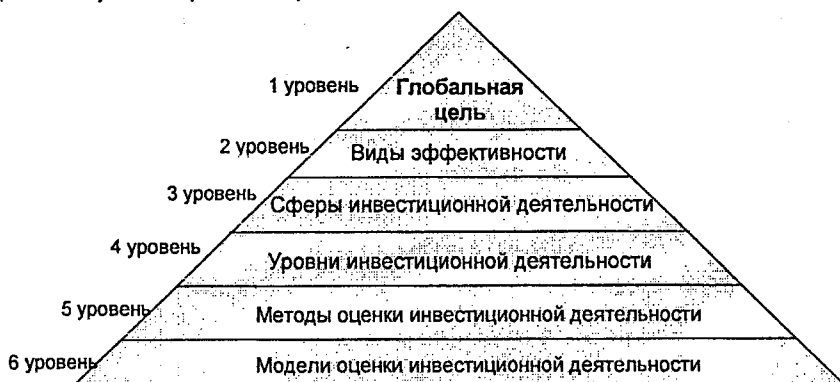 1 уровень
Глобальная
цель
2 уровень
Виды эффективности
3 уровень
Сферы инвестиционной деятельности
4 уровень
Уровни инвестиционной деятельности
5 уровень
Методы оценки инвестиционной деятельности
6 уровень
Модели оценки инвестиционной деятельности